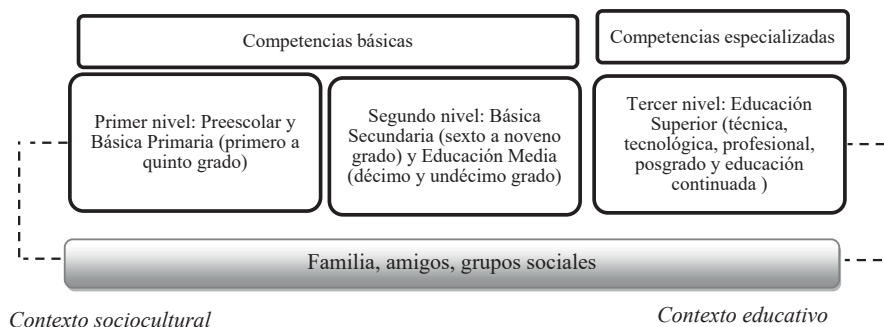 Competencias básicas
Competencias especializadas
Primer nivel: Preescolar y
Básica Primaria (primero a
quinto grado)
Segundo nivel: Básica
Secundaria (sexto a noveno
grado) y Educación Media
(décimo y undécimo grado)
Tercer nivel: Educación
Superior (técnica,
tecnológica, profesional,
posgrado y educación
continuada )
Familia, amigos, grupos sociales
Contexto sociocultural
Contexto educativo